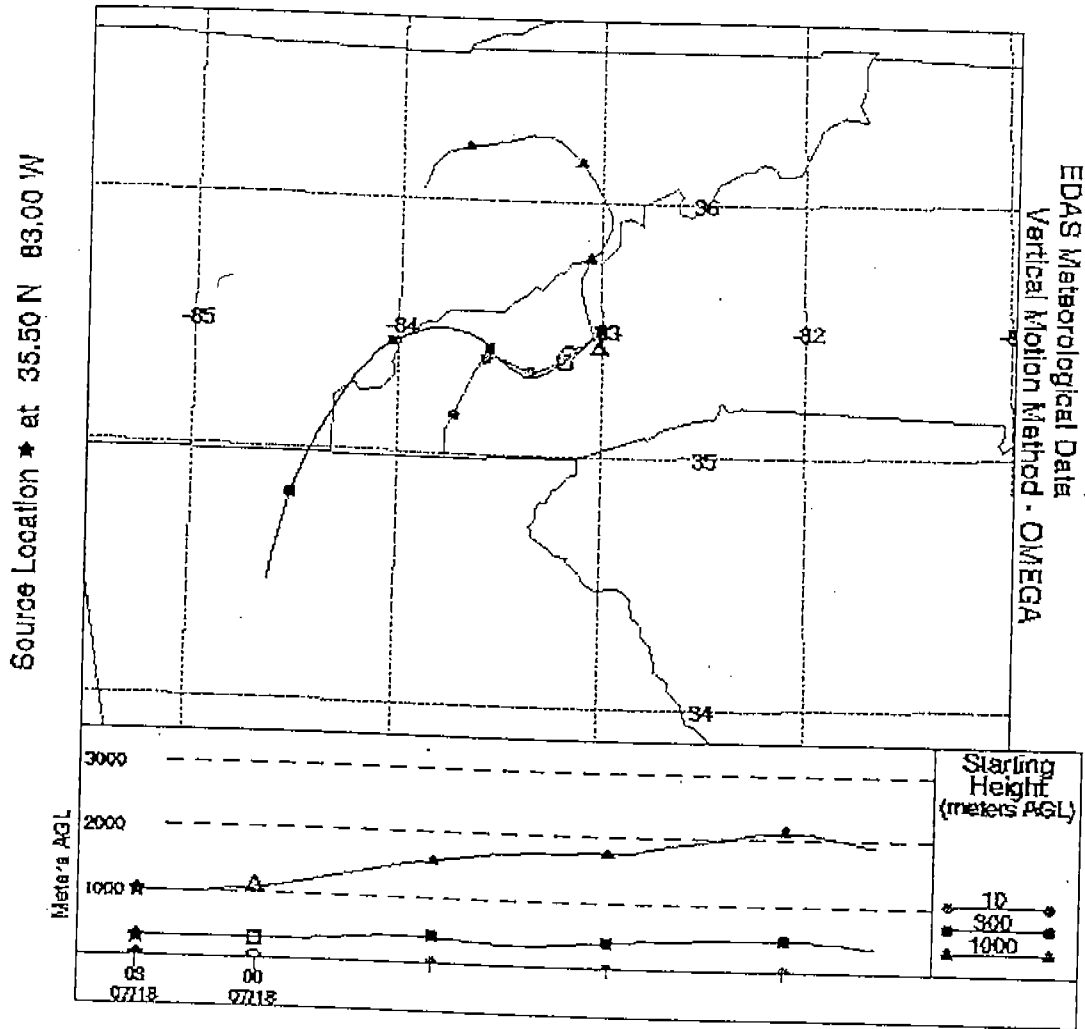 Source Location ★ at 35.50 N 83.00 W
EDAS Meteorological Data
Vertical Motion Method - OMEGA
36
-85
-84
-83
-82
35
34
Meters AGL
3000
2000
1000
03
07/18
00
07/18
Starting
Height
(meters AGL)
10
300
1000